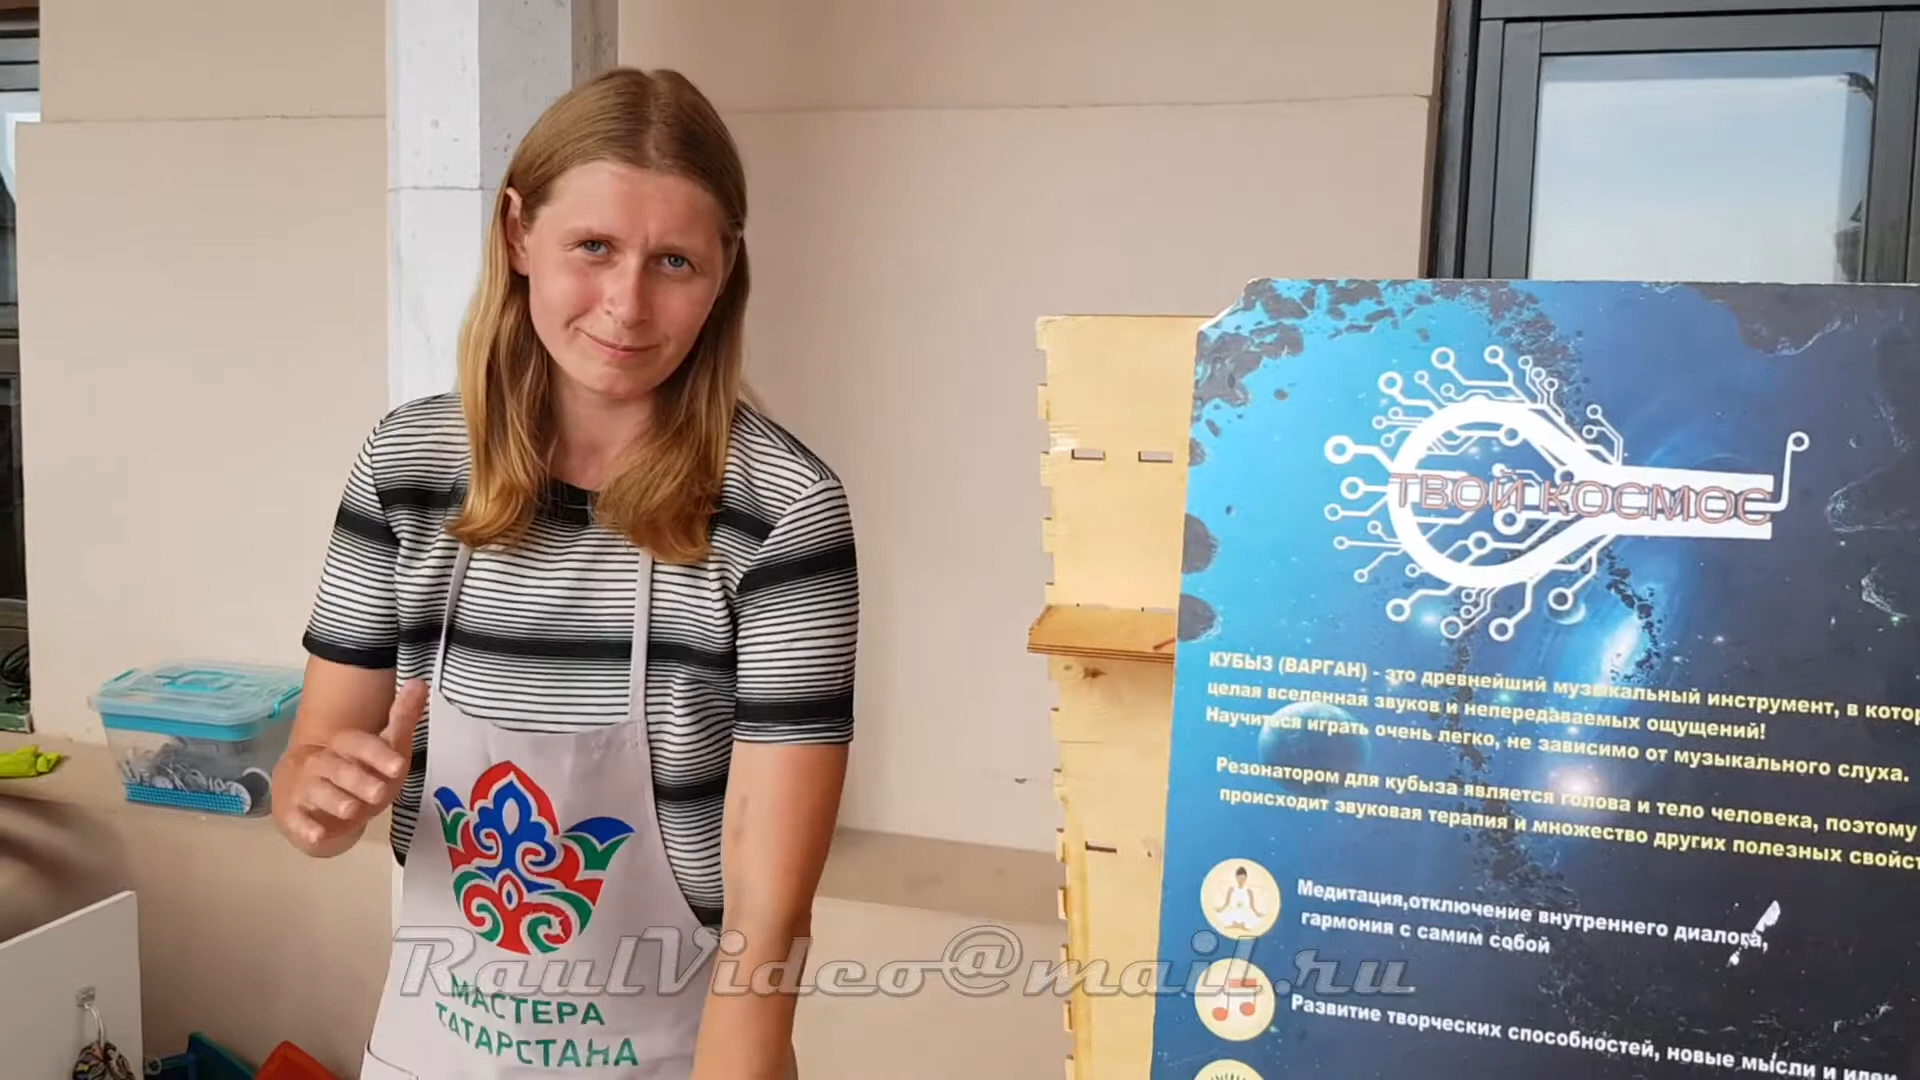 ТВОЙ КОСМОС
КУБЫЗ (ВАРГАН) - это древнейший музыкальный инструмент, в котор
целая вселенная звуков и непередаваемых ощущений!
Научиться играть очень легко, не зависимо от музыкального слуха.
Резонатором для кубыза является голова и тело человека, поэтому
происходит звуковая терапия и множество других полезных свойст
Медитация,отключение внутреннего диалога,
гармония с самим собой
Развитие творческих способностей, новые мысли и идеи
МАСТЕРА
ТАТАРСТАНА
RaulVideo@mail.ru